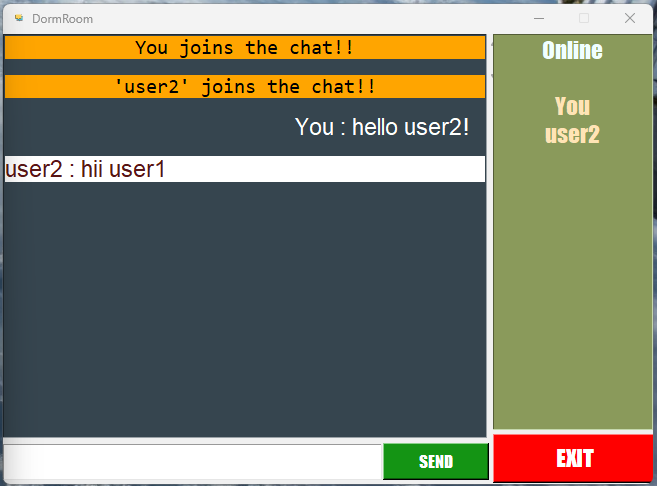 DormRoom
You joins the chat!!
'user2' joins the chat!!
You : hello user2!
user2 : hii user1
Online
You
user2
SEND
EXIT